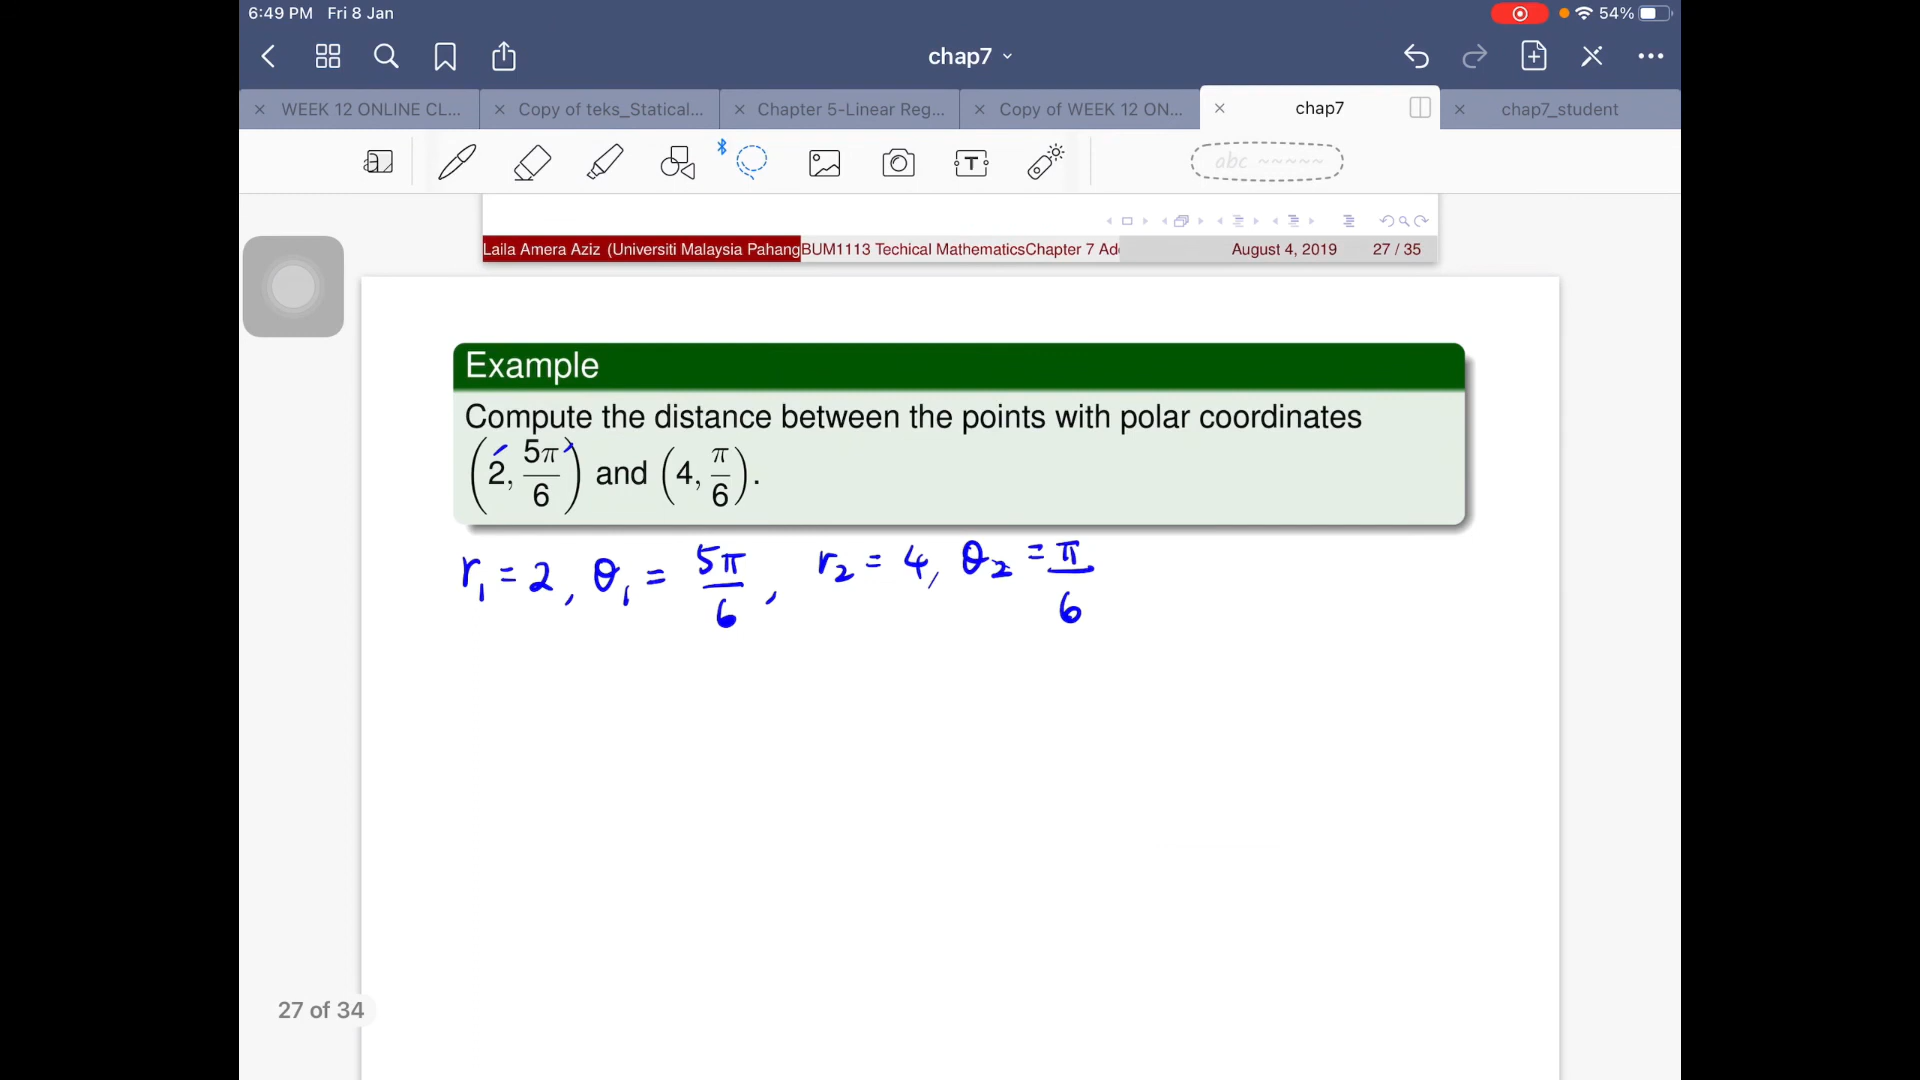 6:49 PM Fri 8 Jan 54%
chap7
WEEK 12 ONLINE CL... Copy of teks_Statical... Chapter 5-Linear Reg... Copy of WEEK 12 ON... chap7 chap7_student
a T abc ~~~~~
Laila Amera Aziz (Universiti Malaysia Pahang BUM1113 Techical MathematicsChapter 7 Ad August 4, 2019 27 / 35
Example
Compute the distance between the points with polar coordinates
(2, 5π/6) and (4, π/6).
r₁ = 2, θ₁ = 5π/6, r₂ = 4, θ₂ = π/6
27 of 34